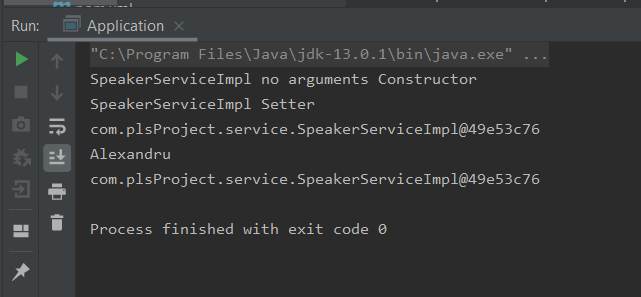 Run: Application
"C:\Program Files\Java\jdk-13.0.1\bin\java.exe" ...
SpeakerServiceImpl no arguments Constructor
SpeakerServiceImpl Setter
com.plsProject.service.SpeakerServiceImpl@49e53c76
Alexandru
com.plsProject.service.SpeakerServiceImpl@49e53c76
Process finished with exit code 0